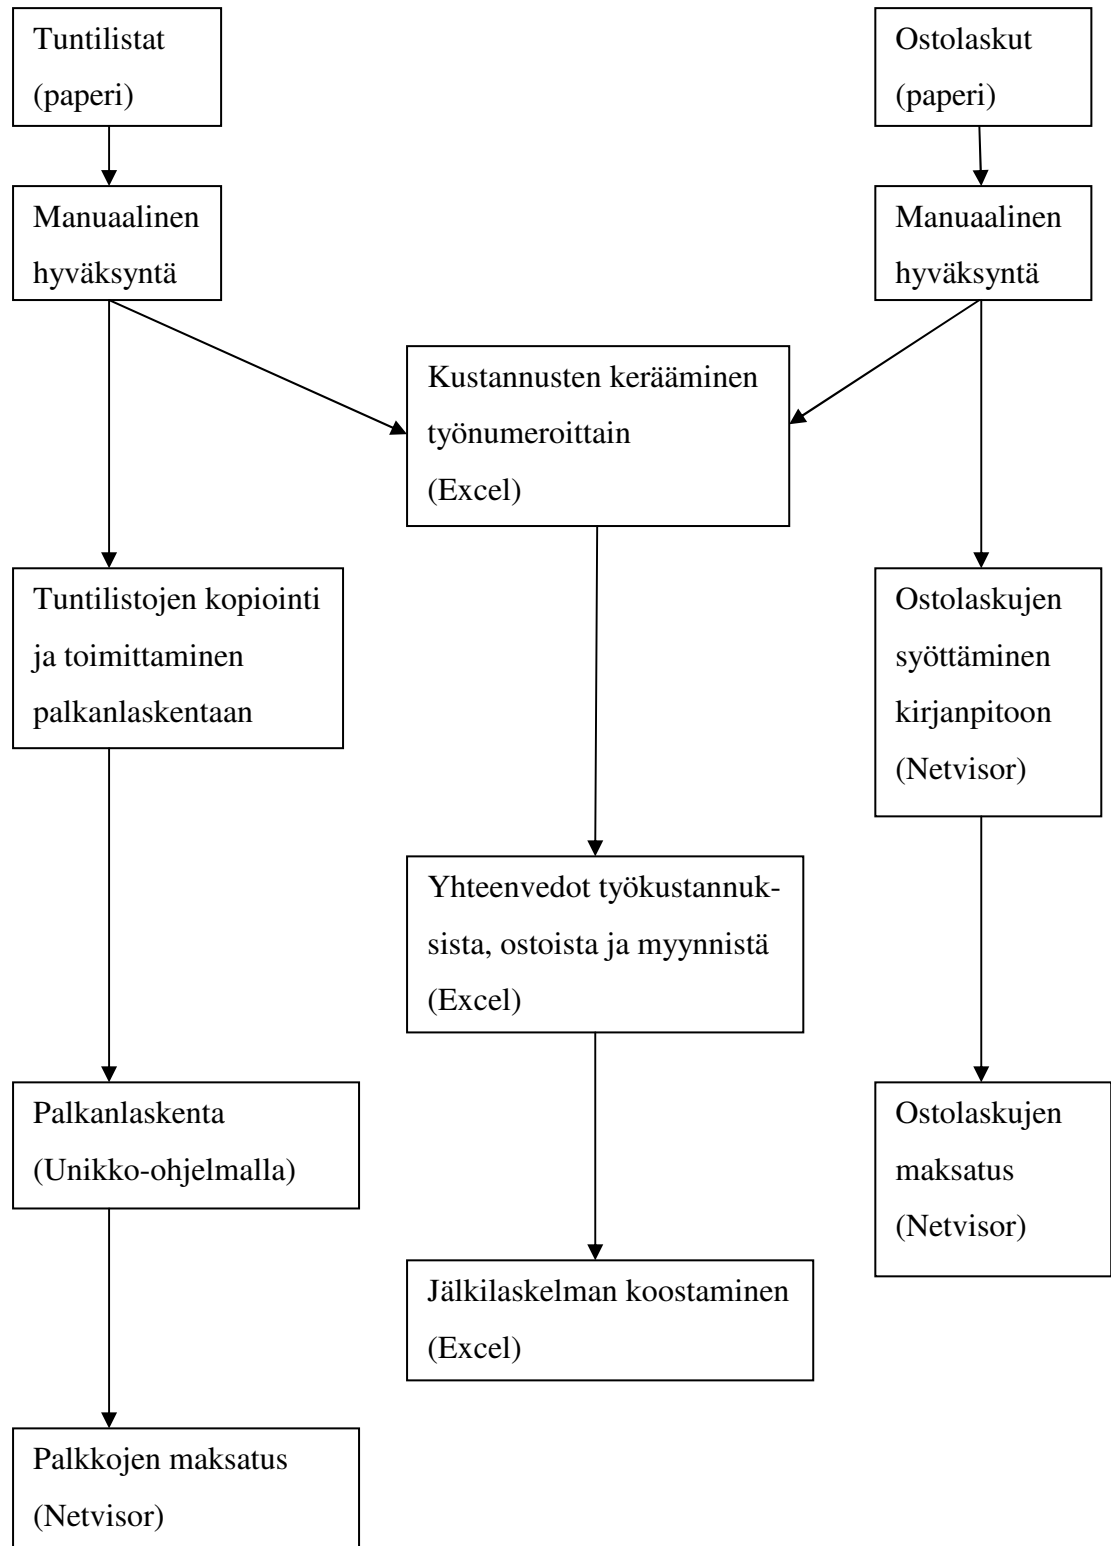 Tuntilistat
(paperi)
Ostolaskut
(paperi)
Manuaalinen
hyväksyntä
Manuaalinen
hyväksyntä
Kustannusten kerääminen
työnumeroittain
(Excel)
Tuntilistojen kopiointi
ja toimittaminen
palkanlaskentaan
Ostolaskujen
syöttäminen
kirjanpitoon
(Netvisor)
Yhteenvedot työkustannuk-
sista, ostoista ja myynnistä
(Excel)
Palkanlaskenta
(Unikko-ohjelmalla)
Ostolaskujen
maksatus
(Netvisor)
Jälkilaskelman koostaminen
(Excel)
Palkkojen maksatus
(Netvisor)